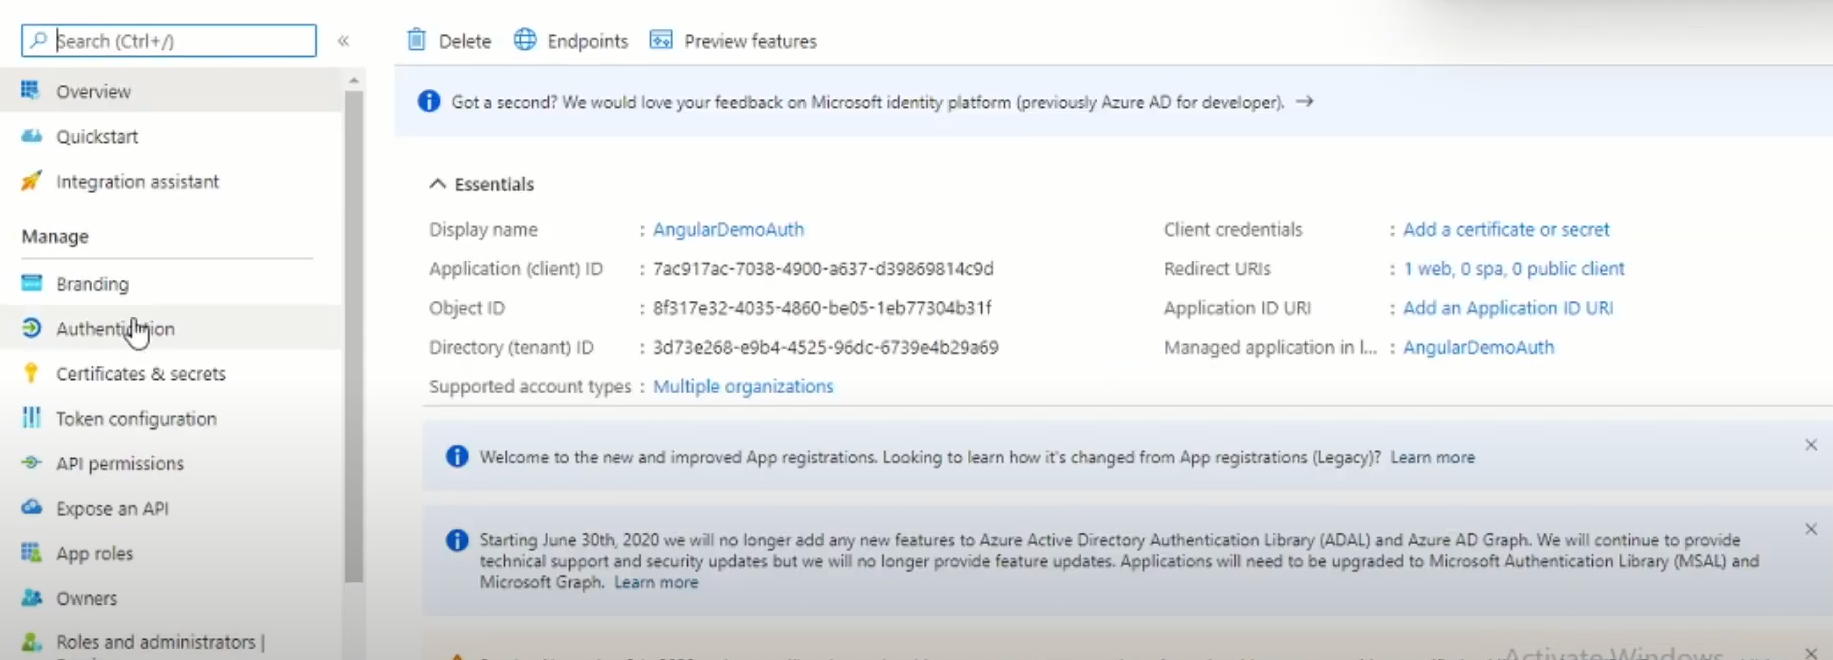 Search (Ctrl+/)
«
Delete
Endpoints
Preview features
Overview
Quickstart
Integration assistant
Manage
Branding
Authentication
Certificates & secrets
Token configuration
API permissions
Expose an API
App roles
Owners
Roles and administrators |
Got a second? We would love your feedback on Microsoft identity platform (previously Azure AD for developer). →
Essentials
Display name : AngularDemoAuth
Application (client) ID : 7ac917ac-7038-4900-a637-d39869814c9d
Object ID : 8f317e32-4035-4860-be05-1eb77304b31f
Directory (tenant) ID : 3d73e268-e9b4-4525-96dc-6739e4b29a69
Supported account types : Multiple organizations
Client credentials : Add a certificate or secret
Redirect URIs : 1 web, 0 spa, 0 public client
Application ID URI : Add an Application ID URI
Managed application in l... : AngularDemoAuth
Welcome to the new and improved App registrations. Looking to learn how it's changed from App registrations (Legacy)? Learn more
Starting June 30th, 2020 we will no longer add any new features to Azure Active Directory Authentication Library (ADAL) and Azure AD Graph. We will continue to provide
technical support and security updates but we will no longer provide feature updates. Applications will need to be upgraded to Microsoft Authentication Library (MSAL) and
Microsoft Graph. Learn more
Activate Windows